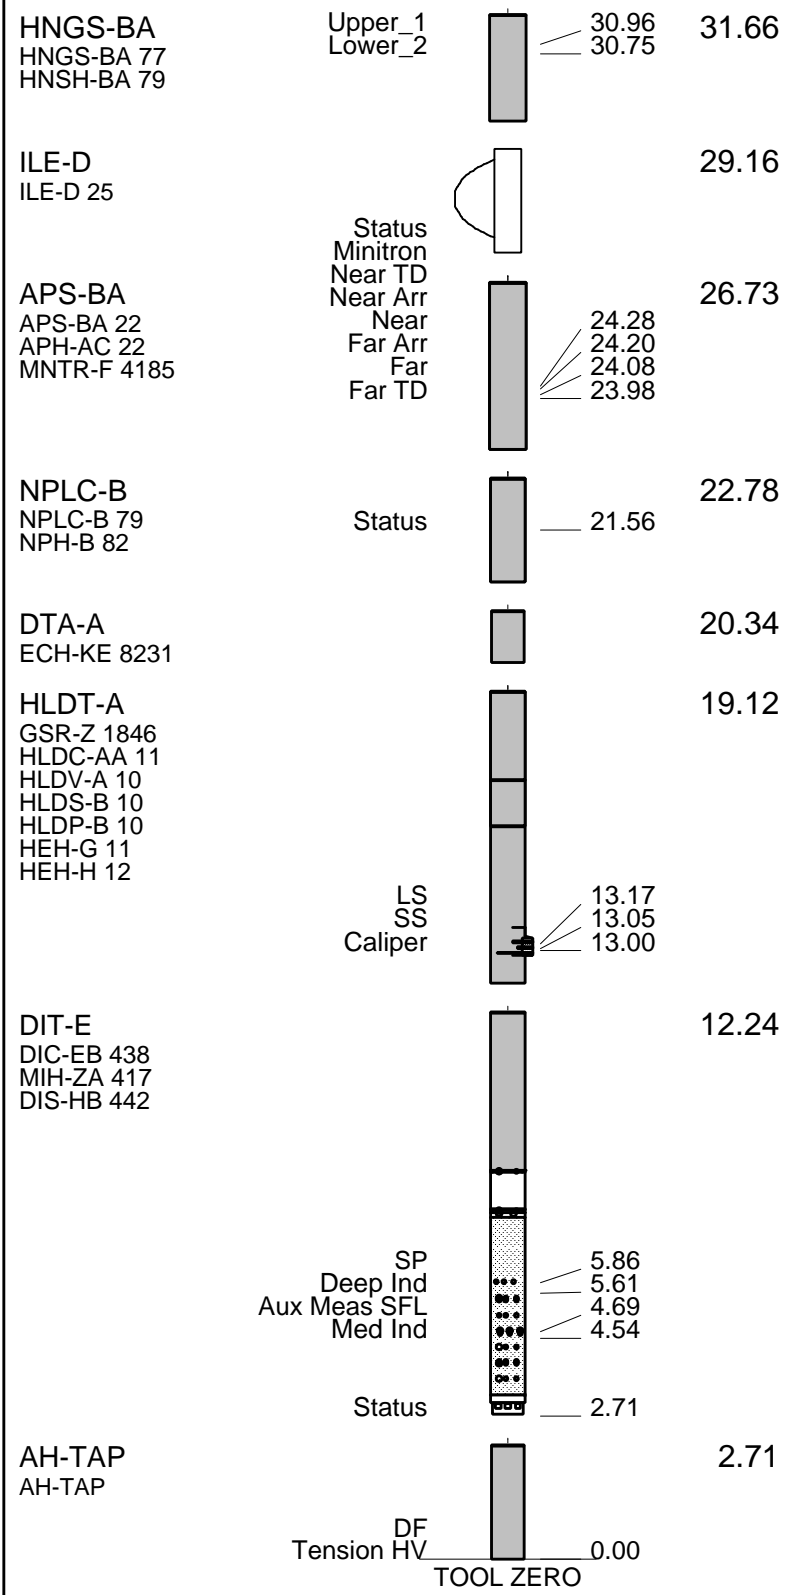 HNGS-BA Upper_1 30.96 31.66
HNGS-BA 77 Lower_2 30.75
HNSH-BA 79
ILE-D 29.16
ILE-D 25
Status
Minitron
Near TD
APS-BA Near Arr 26.73
APS-BA 22 Near 24.28
APH-AC 22 Far Arr 24.20
MNTR-F 4185 Far 24.08
Far TD 23.98
NPLC-B 22.78
NPLC-B 79 Status 21.56
NPH-B 82
DTA-A 20.34
ECH-KE 8231
HLDT-A 19.12
GSR-Z 1846
HLDC-AA 11
HLDV-A 10
HLDS-B 10
HLDP-B 10
HEH-G 11
HEH-H 12
LS 13.17
SS 13.05
Caliper 13.00
DIT-E 12.24
DIC-EB 438
MIH-ZA 417
DIS-HB 442
SP 5.86
Deep Ind 5.61
Aux Meas SFL 4.69
Med Ind 4.54
Status 2.71
AH-TAP 2.71
AH-TAP
DF
Tension HV 0.00
TOOL ZERO